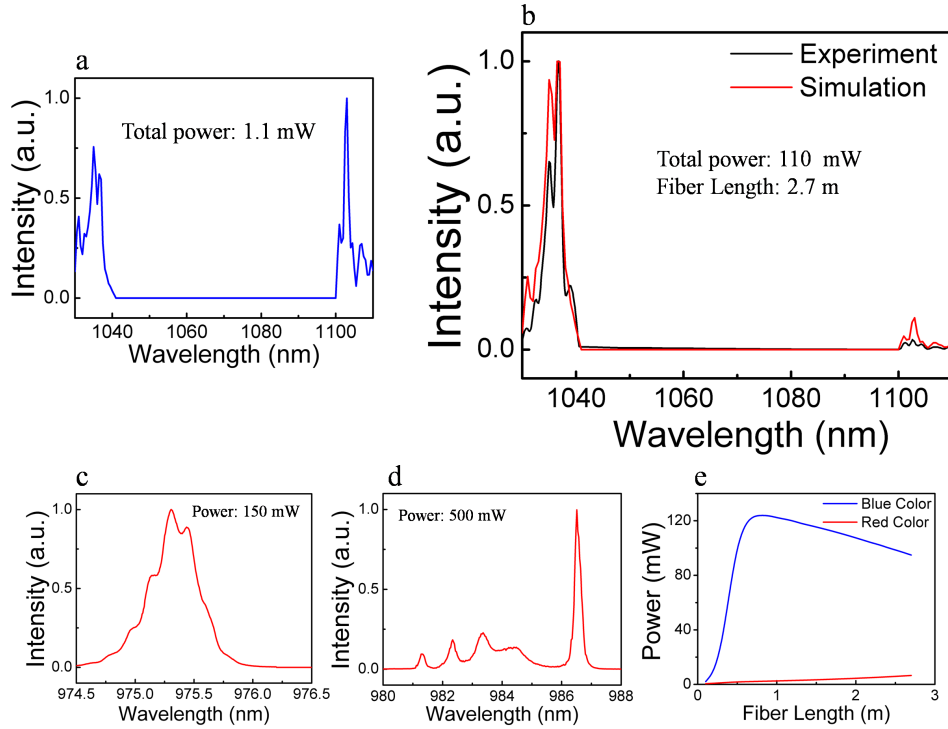 a
1.0
0.5
0.0
Intensity (a.u.)
Total power: 1.1 mW
1040
1060
1080
1100
Wavelength (nm)
b
1.0
0.5
0.0
Intensity (a.u.)
Experiment
Simulation
Total power: 110 mW
Fiber Length: 2.7 m
1040
1060
1080
1100
Wavelength (nm)
c
1.0
0.5
0.0
Intensity (a.u.)
Power: 150 mW
974.5
975.0
975.5
976.0
976.5
Wavelength (nm)
d
1.0
0.5
0.0
Intensity (a.u.)
Power: 500 mW
980
982
984
986
988
Wavelength (nm)
e
120
80
40
0
Power (mW)
Blue Color
Red Color
0
1
2
3
Fiber Length (m)